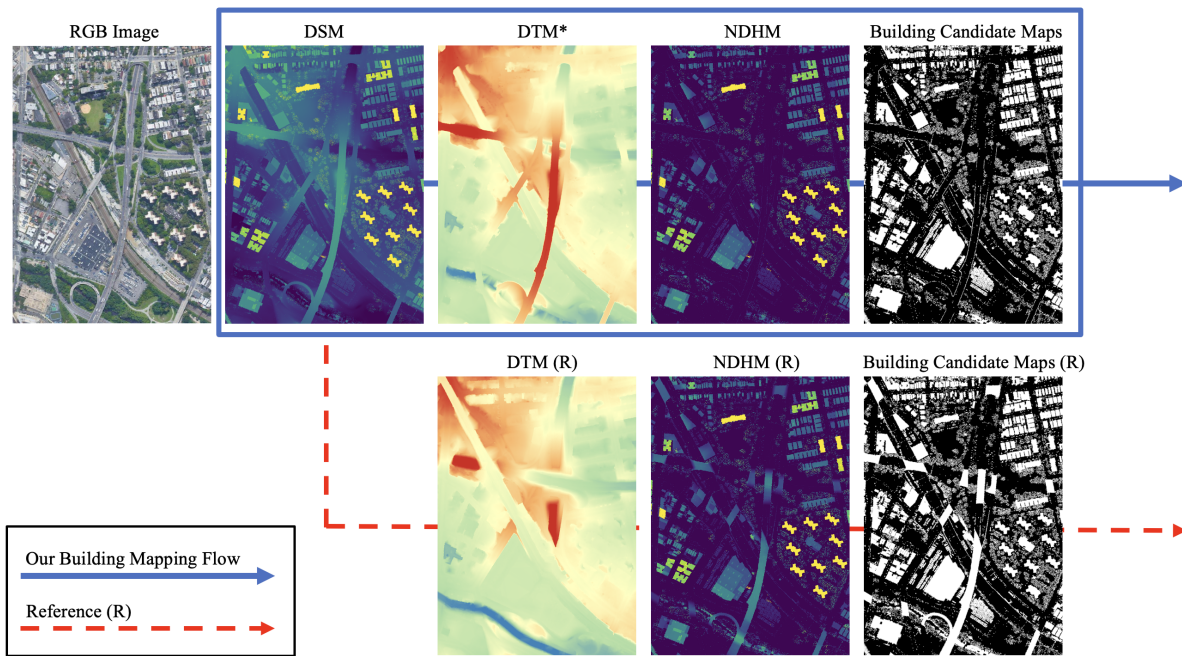 RGB Image
DSM
DTM*
NDHM
Building Candidate Maps
DTM (R)
NDHM (R)
Building Candidate Maps (R)
Our Building Mapping Flow
Reference (R)